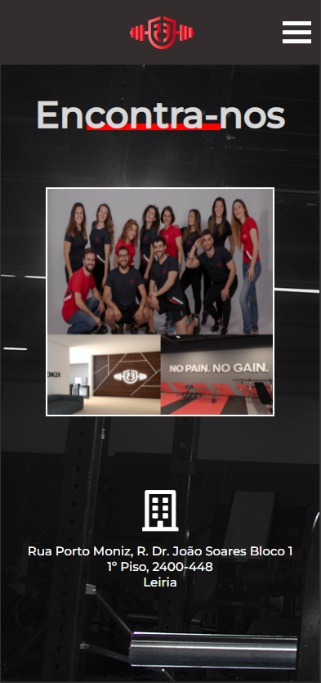 Encontra-nos
ONGER
NO PAIN. NO GAIN.
Rua Porto Moniz, R. Dr. João Soares Bloco 1
1º Piso, 2400-448
Leiria